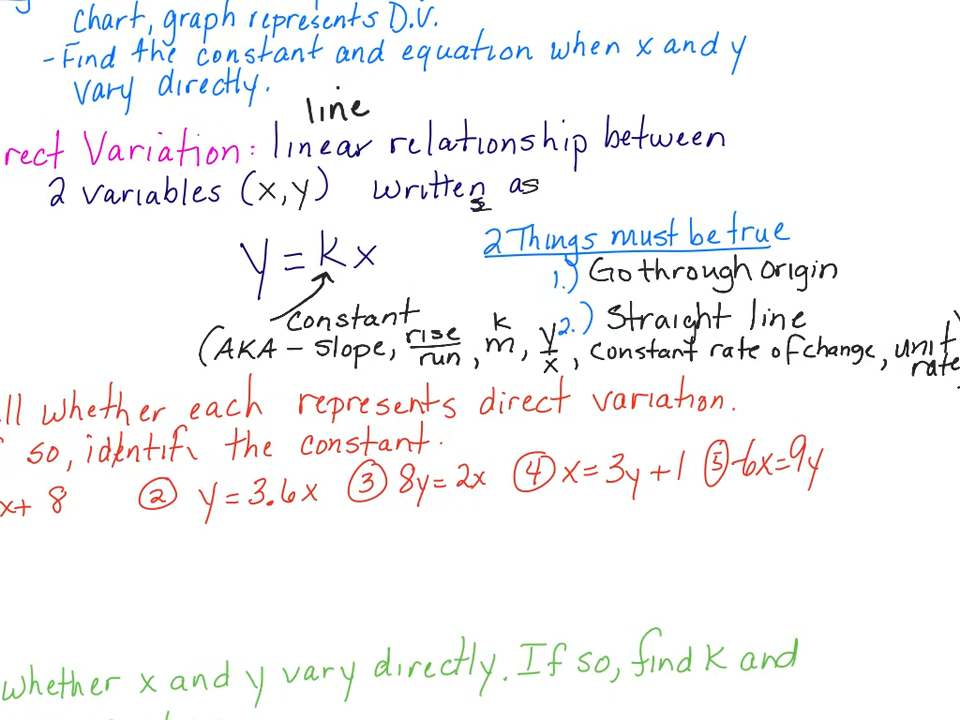 chart, graph represents D.V.
- Find the constant and equation when x and y
vary directly.
line
rect Variation: linear relationship between
2 variables (x,y) written as
y = kx
2 Things must be true
1.) Go through origin
constant
2.) Straight line
(AKA - slope, rise/run, k m, y/x, constant rate of change, unit rate
ll whether each represents direct variation.
so, identify the constant.
x + 8 ② y = 3.6x ③ 8y = 2x ④ x = 3y + 1 ⑤ -6x = 9y
whether x and y vary directly. If so, find k and